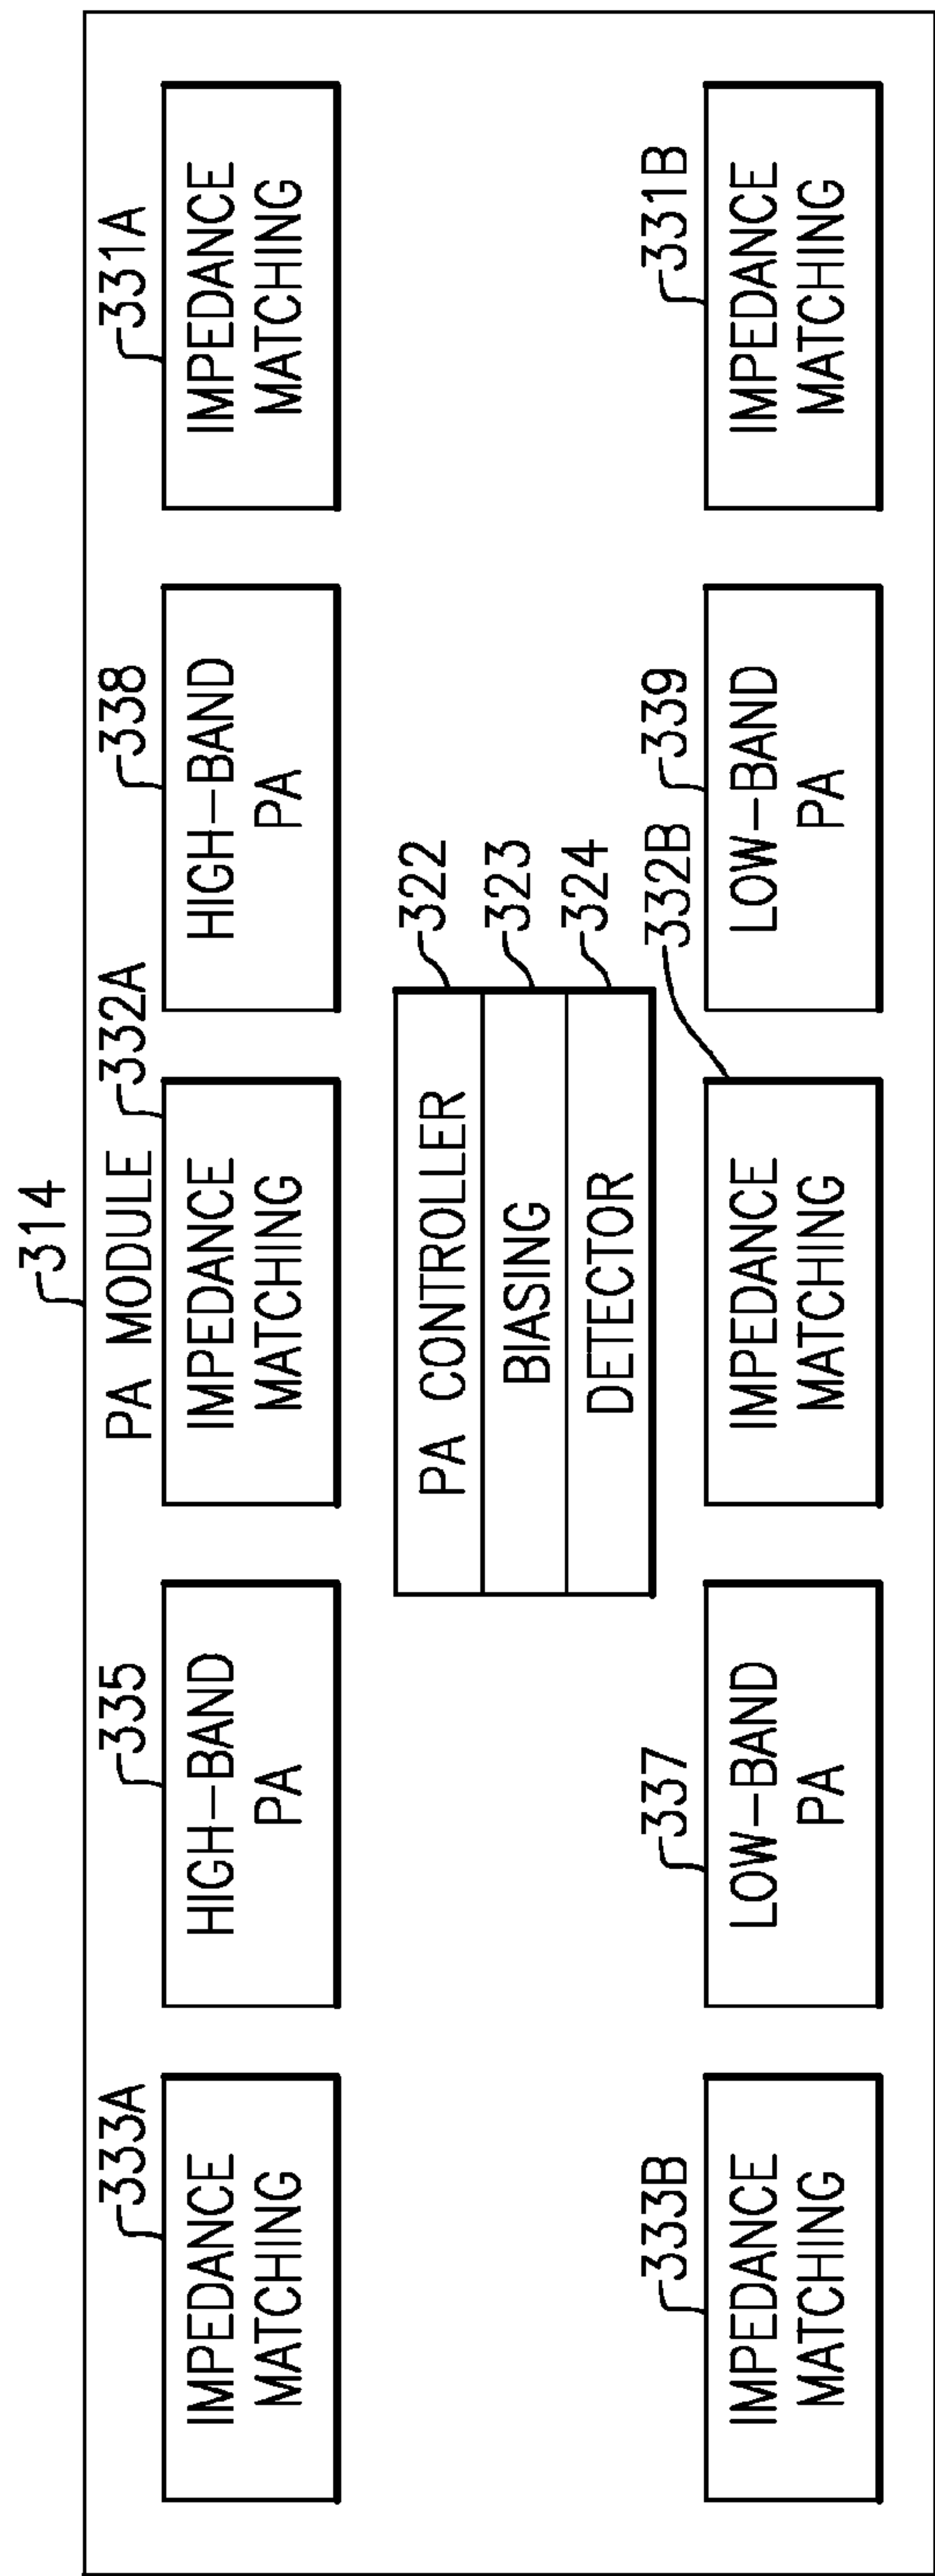 314
PA MODULE
333A
335
332A
338
331A
IMPEDANCE
MATCHING
HIGH-BAND
PA
IMPEDANCE
MATCHING
HIGH-BAND
PA
IMPEDANCE
MATCHING
PA CONTROLLER
322
BIASING
323
DETECTOR
324
333B
337
332B
339
331B
IMPEDANCE
MATCHING
LOW-BAND
PA
IMPEDANCE
MATCHING
LOW-BAND
PA
IMPEDANCE
MATCHING